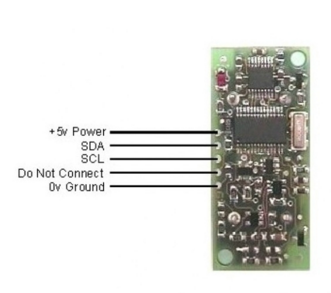 +5v Power
SDA
SCL
Do Not Connect
0v Ground